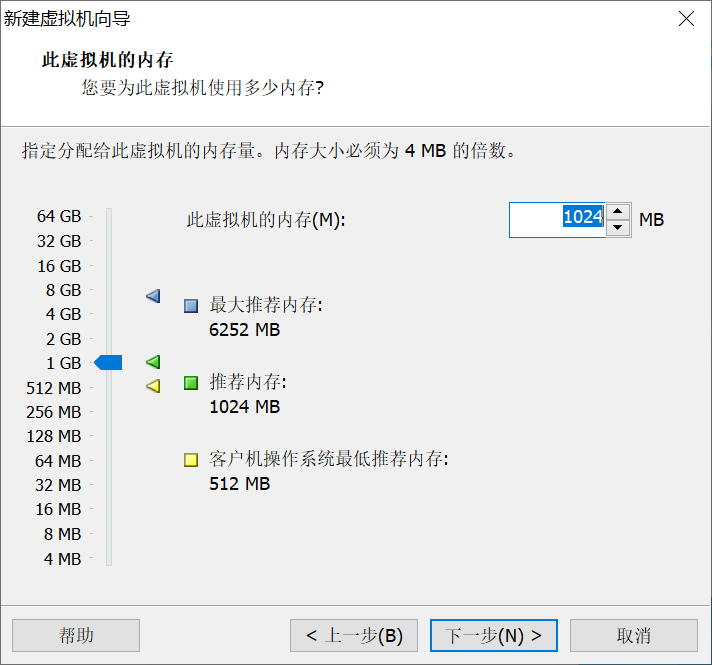 新建虚拟机向导
此虚拟机的内存
您要为此虚拟机使用多少内存?
指定分配给此虚拟机的内存量。内存大小必须为 4 MB 的倍数。
64 GB
32 GB
16 GB
8 GB
4 GB
2 GB
1 GB
512 MB
256 MB
128 MB
64 MB
32 MB
16 MB
8 MB
4 MB
此虚拟机的内存(M): 1024 MB
最大推荐内存:
6252 MB
推荐内存:
1024 MB
客户机操作系统最低推荐内存:
512 MB
帮助 < 上一步(B) 下一步(N) > 取消